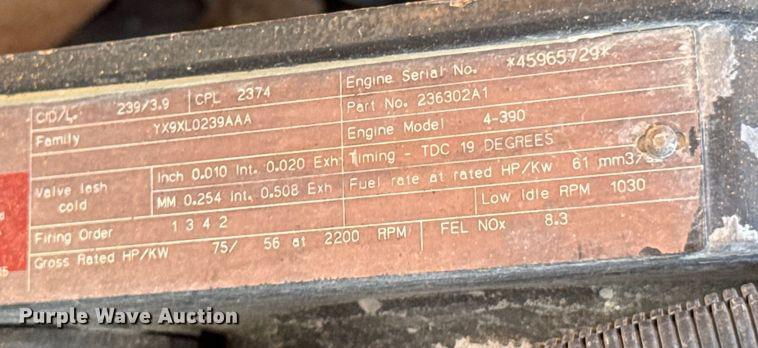 CID/L. 239/3.9 CPL 2374 Engine Serial No. *45965729*
Family YX9XL0239AAA Part No. 236302A1
Engine Model 4-390
Valve lash cold Inch 0.010 Int. 0.020 Exh Timing - TDC 19 DEGREES
MM 0.254 Int. 0.508 Exh Fuel rate at rated HP/Kw 61 mm3/
Firing Order 1 3 4 2 Low Idle RPM 1030
Gross Rated HP/KW 75/ 56 at 2200 RPM FEL NOx 8.3
Purple Wave Auction